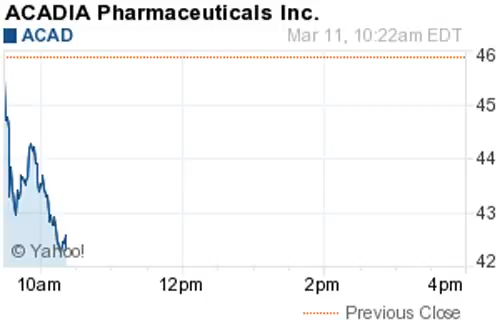 ACADIA Pharmaceuticals Inc.
ACAD Mar 11, 10:22am EDT
46
45
44
43
42
© Yahoo!
10am 12pm 2pm 4pm
Previous Close